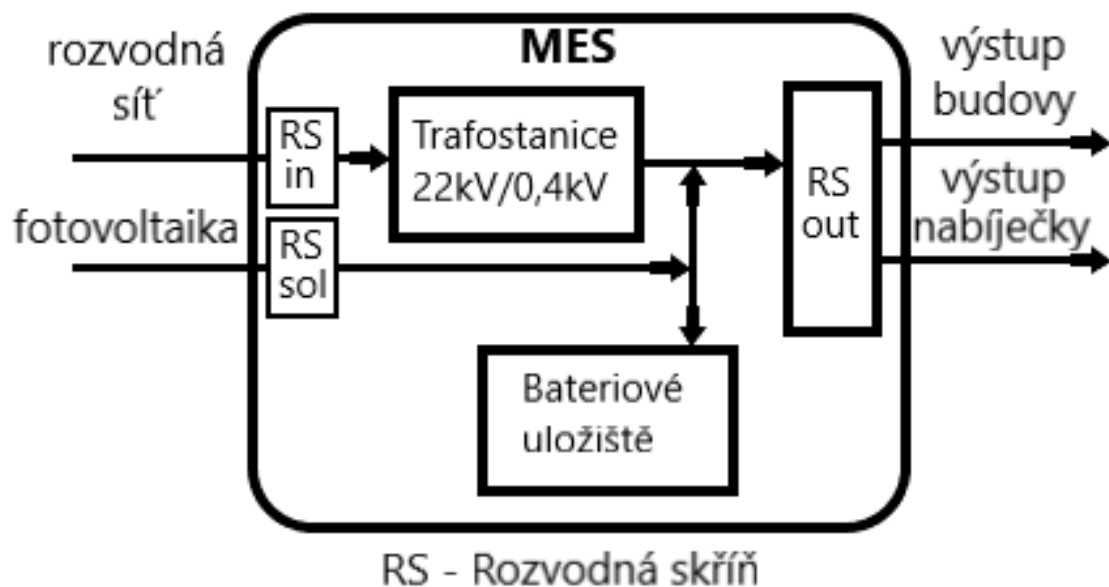 MES
rozvodná
síť
RS
in
Trafostanice
22kV/0,4kV
fotovoltaika
RS
sol
Bateriové
uložiště
RS
out
výstup
budovy
výstup
nabíječky
RS - Rozvodná skříň